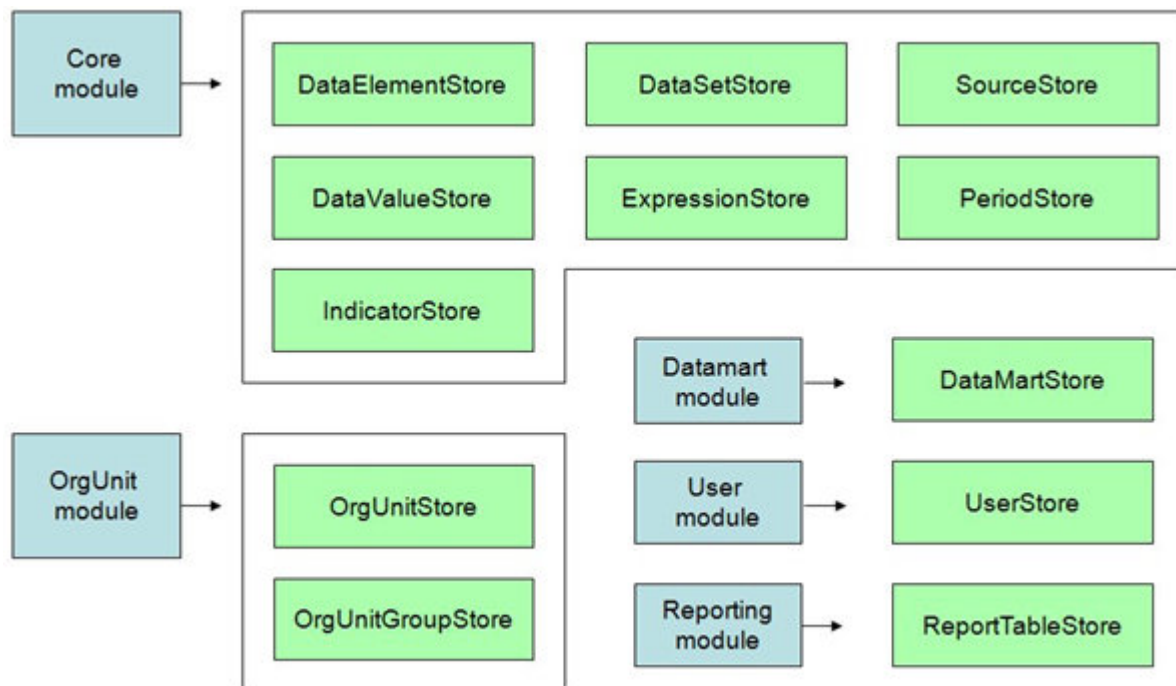 Core
module
DataElementStore
DataSetStore
SourceStore
DataValueStore
ExpressionStore
PeriodStore
IndicatorStore
Datamart
module
DataMartStore
OrgUnit
module
OrgUnitStore
User
module
UserStore
OrgUnitGroupStore
Reporting
module
ReportTableStore